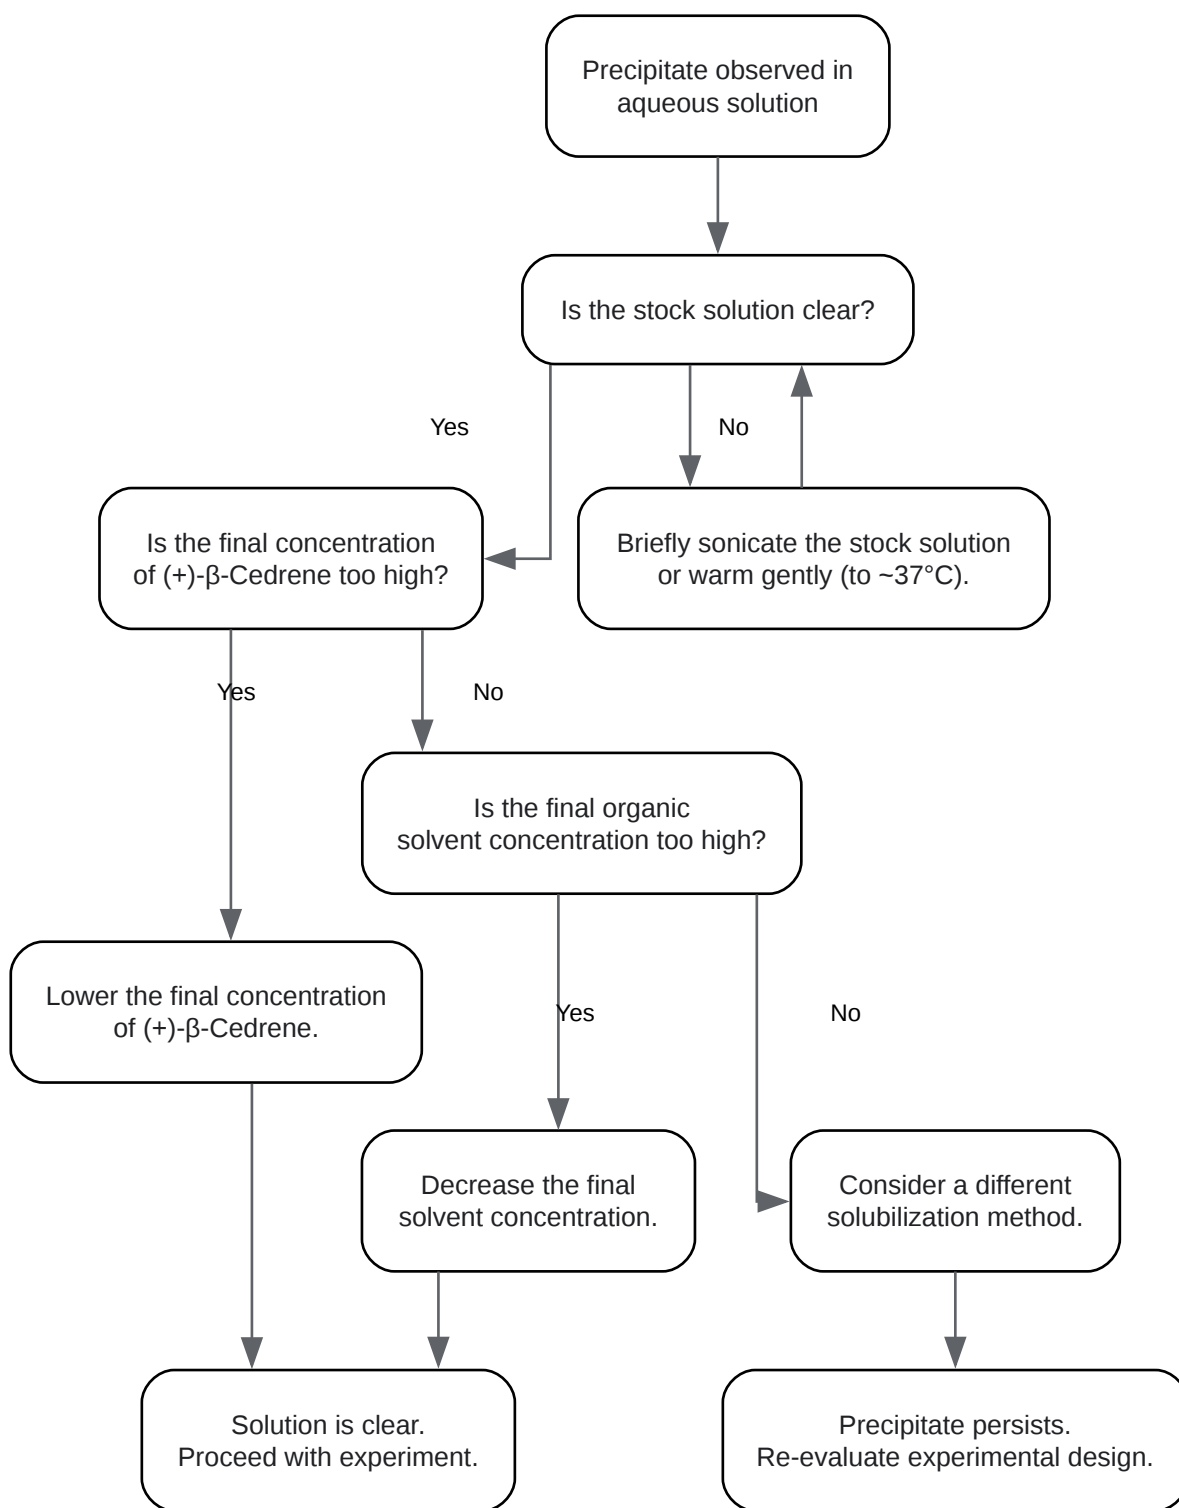 Precipitate observed in
aqueous solution
Is the stock solution clear?
Yes
No
Is the final concentration
of (+)-β-Cedrene too high?
Briefly sonicate the stock solution
or warm gently (to ~37°C).
Yes
No
Is the final organic
solvent concentration too high?
Lower the final concentration
of (+)-β-Cedrene.
Yes
No
Decrease the final
solvent concentration.
Consider a different
solubilization method.
Solution is clear.
Proceed with experiment.
Precipitate persists.
Re-evaluate experimental design.